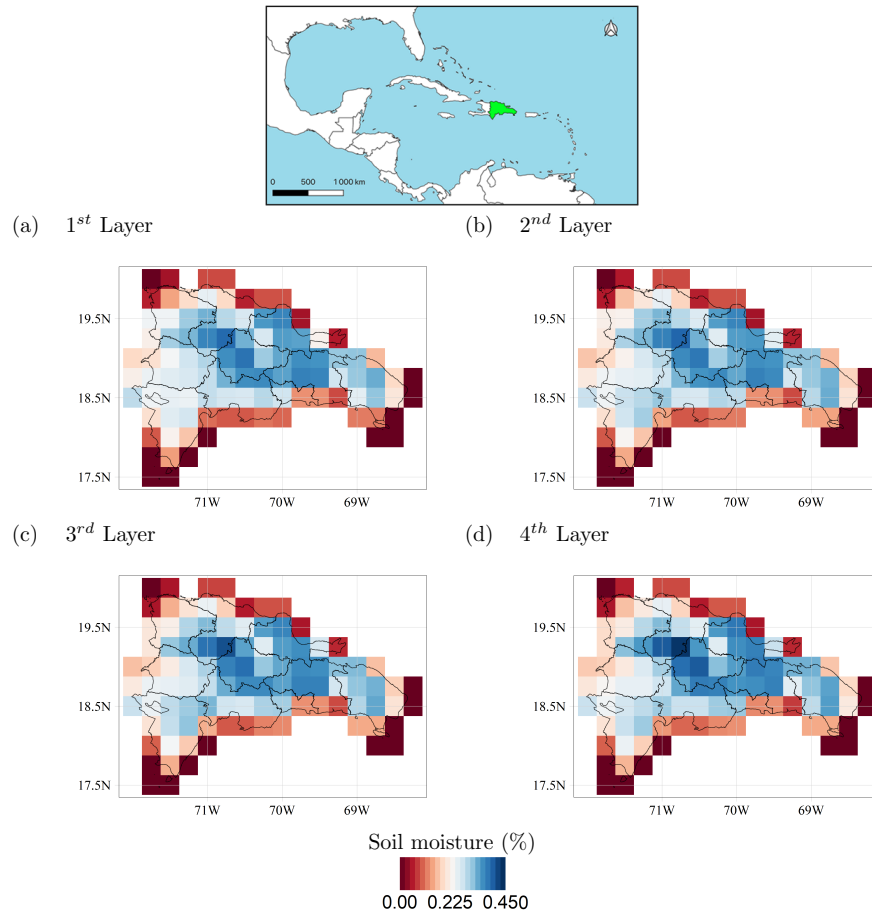 0 500 1 000 km
(a) 1st Layer
(b) 2nd Layer
19.5N
18.5N
17.5N
71W 70W 69W
19.5N
18.5N
17.5N
71W 70W 69W
(c) 3rd Layer
(d) 4th Layer
19.5N
18.5N
17.5N
71W 70W 69W
19.5N
18.5N
17.5N
71W 70W 69W
Soil moisture (%)
0.00 0.225 0.450